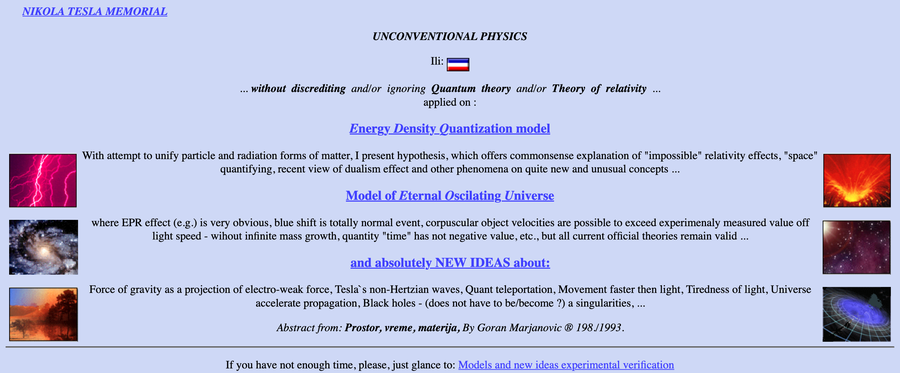 NIKOLA TESLA MEMORIAL
UNCONVENTIONAL PHYSICS
Ili:
... without discrediting and/or ignoring Quantum theory and/or Theory of relativity ...
applied on :
Energy Density Quantization model
With attempt to unify particle and radiation forms of matter, I present hypothesis, which offers commonsense explanation of "impossible" relativity effects, "space"
quantifying, recent view of dualism effect and other phenomena on quite new and unusual concepts ...
Model of Eternal Oscilating Universe
where EPR effect (e.g.) is very obvious, blue shift is totally normal event, corpuscular object velocities are possible to exceed experimenaly measured value off
light speed - wihout infinite mass growth, quantity "time" has not negative value, etc., but all current official theories remain valid ...
and absolutely NEW IDEAS about:
Force of gravity as a projection of electro-weak force, Tesla`s non-Hertzian waves, Quant teleportation, Movement faster then light, Tiredness of light, Universe
accelerate propagation, Black holes - (does not have to be/become ?) a singularities, ...
Abstract from: Prostor, vreme, materija, By Goran Marjanovic ® 198./1993.
If you have not enough time, please, just glance to: Models and new ideas experimental verification